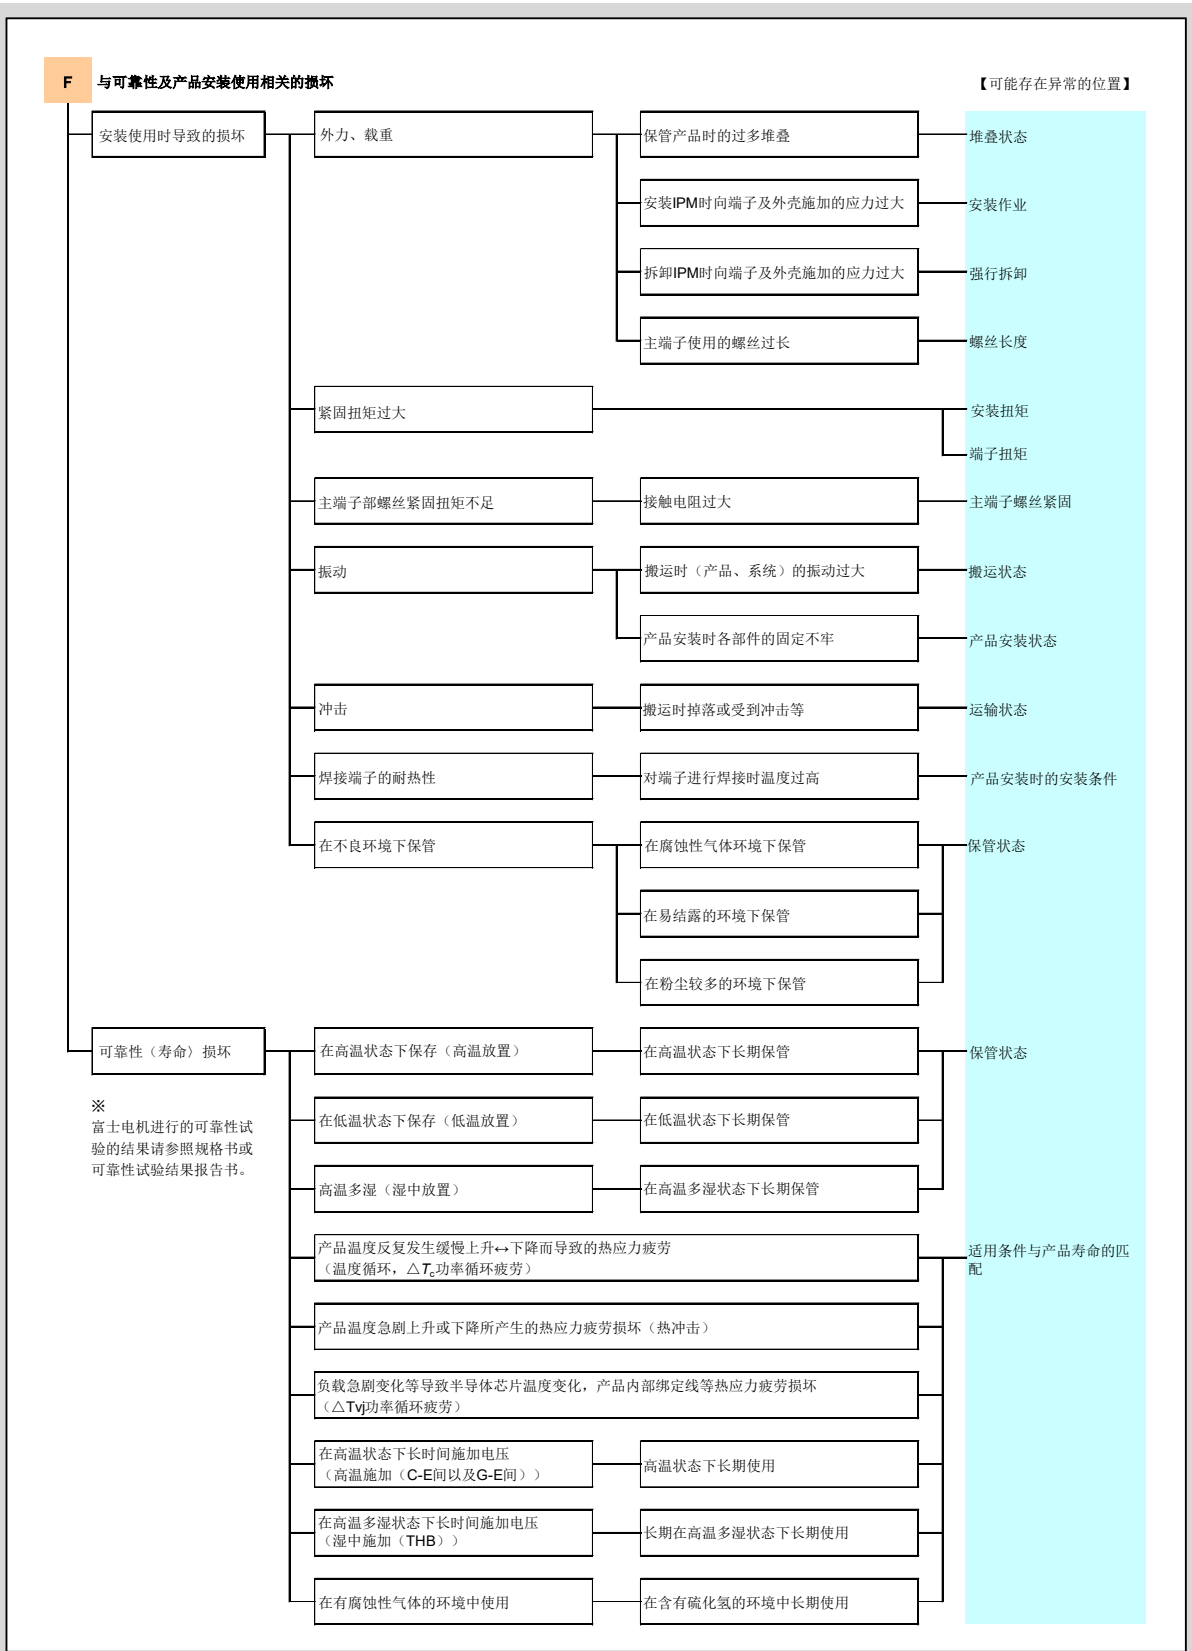 F 与可靠性及产品安装使用相关的损坏 【可能存在异常的位置】
安装使用时导致的损坏 外力、载重 保管产品时的过多堆叠 堆叠状态
安装IPM时向端子及外壳施加的应力过大 安装作业
拆卸IPM时向端子及外壳施加的应力过大 强行拆卸
主端子使用的螺丝过长 螺丝长度
紧固扭矩过大 安装扭矩
端子扭矩
主端子部螺丝紧固扭矩不足 接触电阻过大 主端子螺丝紧固
振动 搬运时（产品、系统）的振动过大 搬运状态
产品安装时各部件的固定不牢 产品安装状态
冲击 搬运时掉落或受到冲击等 运输状态
焊接端子的耐热性 对端子进行焊接时温度过高 产品安装时的安装条件
在不良环境下保管 在腐蚀性气体环境下保管 保管状态
在易结露的环境下保管
在粉尘较多的环境下保管
可靠性（寿命）损坏 在高温状态下保存（高温放置） 在高温状态下长期保管 保管状态
※
富士电机进行的可靠性试
验的结果请参照规格书或
可靠性试验结果报告书。
在低温状态下保存（低温放置） 在低温状态下长期保管
高温多湿（湿中放置） 在高温多湿状态下长期保管
产品温度反复发生缓慢上升↔下降而导致的热应力疲劳
（温度循环，△Tc功率循环疲劳）
适用条件与产品寿命的匹
配
产品温度急剧上升或下降所产生的热应力疲劳损坏（热冲击）
负载急剧变化等导致半导体芯片温度变化，产品内部绑定线等热应力疲劳损坏
（△Tvj功率循环疲劳）
在高温状态下长时间施加电压
（高温施加（C-E间以及G-E间））
高温状态下长期使用
在高温多湿状态下长时间施加电压
（湿中施加（THB））
长期在高温多湿状态下长期使用
在有腐蚀性气体的环境中使用 在含有硫化氢的环境中长期使用